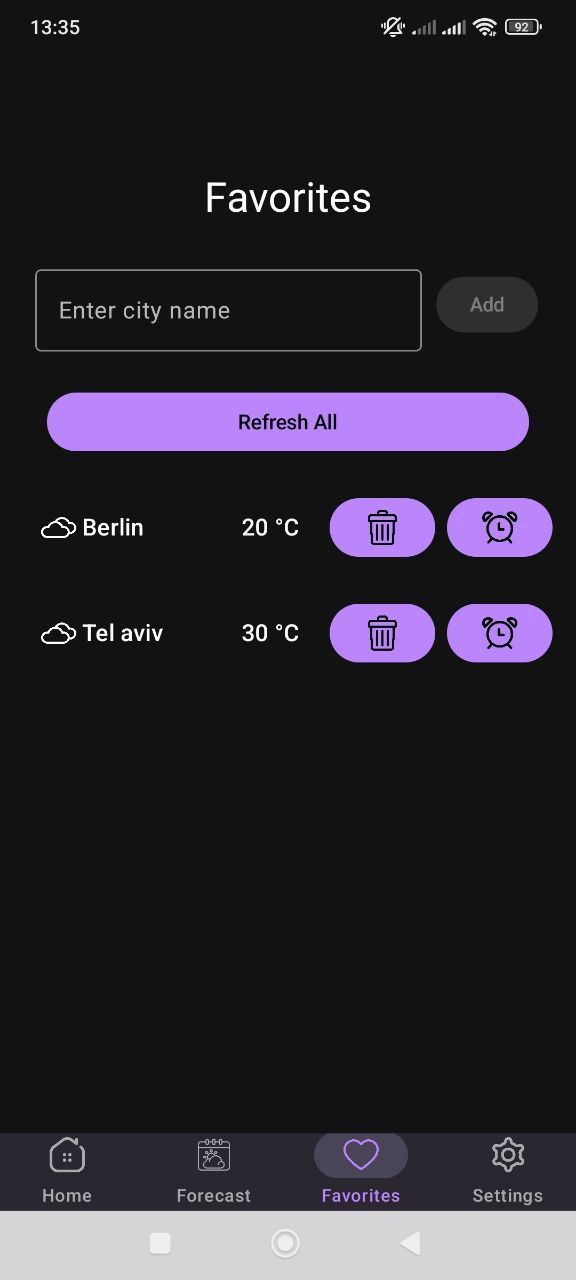 13:35 92
Favorites
Enter city name Add
Refresh All
Berlin 20 °C
Tel aviv 30 °C
Home Forecast Favorites Settings